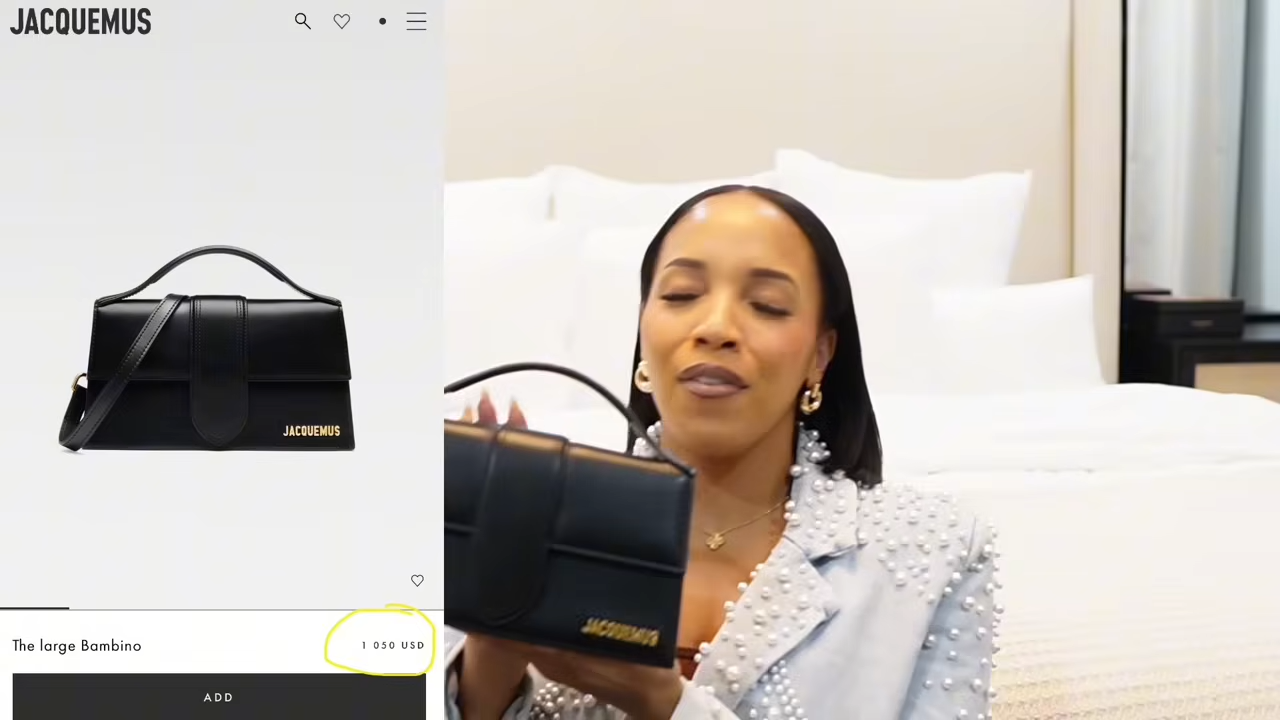 JACQUEMUS
JACQUEMUS
The large Bambino
1 050 USD
ADD
JACQUEMUS